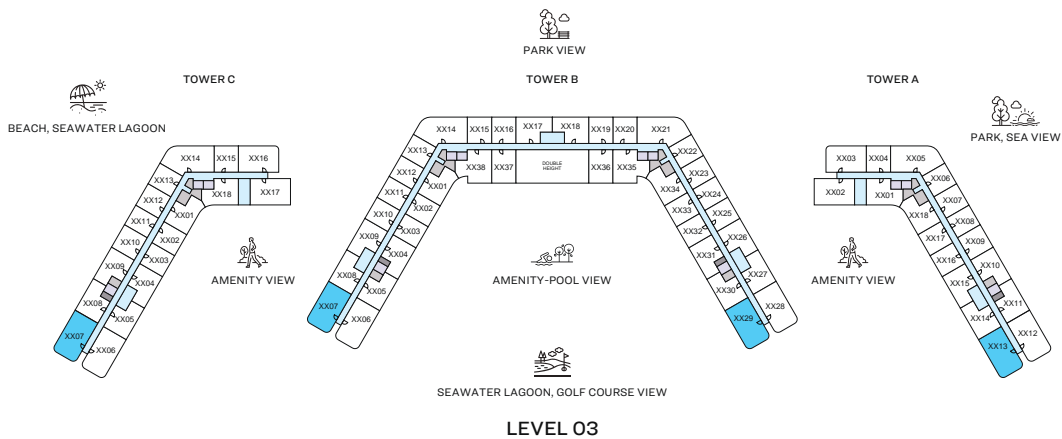 PARK VIEW
TOWER C
TOWER B
TOWER A
BEACH, SEAWATER LAGOON
PARK, SEA VIEW
XX14
XX15
XX16
XX13
XX12
XX11
XX10
XX09
XX08
XX07
XX06
XX05
XX04
XX03
XX02
XX01
XX18
XX17
AMENITY VIEW
XX14
XX15
XX16
XX17
XX18
XX19
XX20
XX21
XX13
XX12
XX11
XX10
XX09
XX08
XX07
XX06
XX05
XX04
XX03
XX02
XX01
XX38
XX37
DOUBLE
HEIGHT
XX36
XX35
XX22
XX23
XX24
XX25
XX26
XX27
XX28
XX29
XX30
XX31
XX32
XX33
XX34
AMENITY-POOL VIEW
XX03
XX04
XX05
XX02
XX01
XX06
XX07
XX08
XX09
XX10
XX11
XX12
XX13
XX14
XX15
XX16
XX17
XX18
AMENITY VIEW
SEAWATER LAGOON, GOLF COURSE VIEW
LEVEL 03